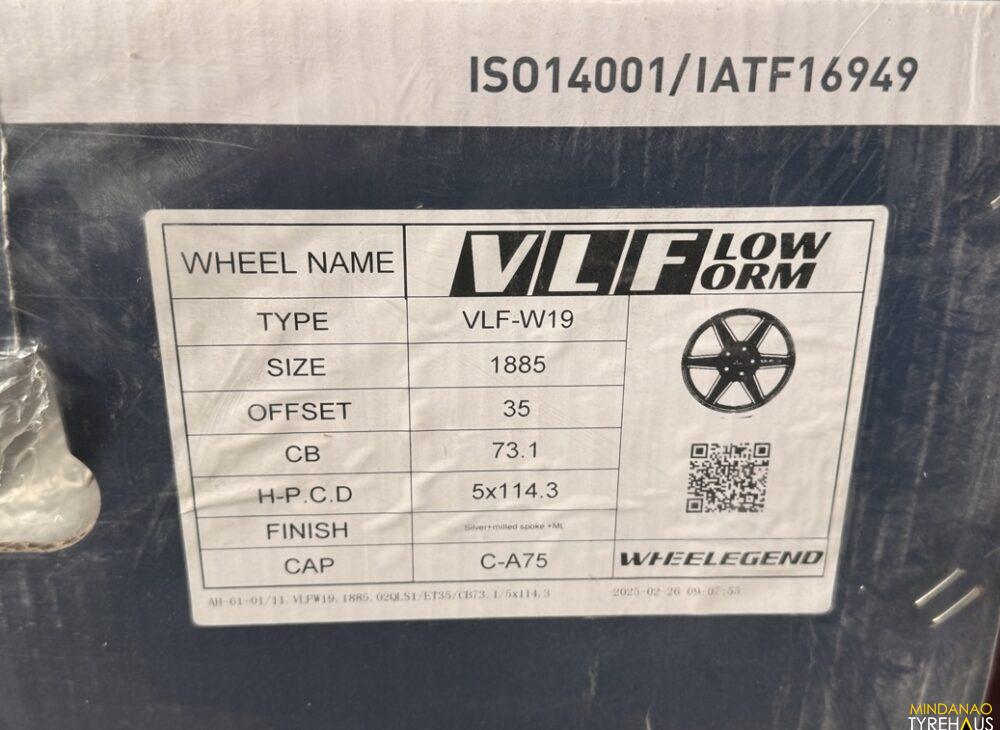 ISO14001/IATF16949
WHEEL NAME VLF LOW ORM
TYPE VLF-W19
SIZE 1885
OFFSET 35
CB 73.1
H-P.C.D 5x114.3
FINISH Silver+milled spoke +ML
CAP C-A75 WHEELEGEND
AH-61-01/11.VLFW19.1885.02QLS1/ET35/CB73.1/5x114.3 2025-02-26 09:07:55
MINDANAO
TYREHAUS